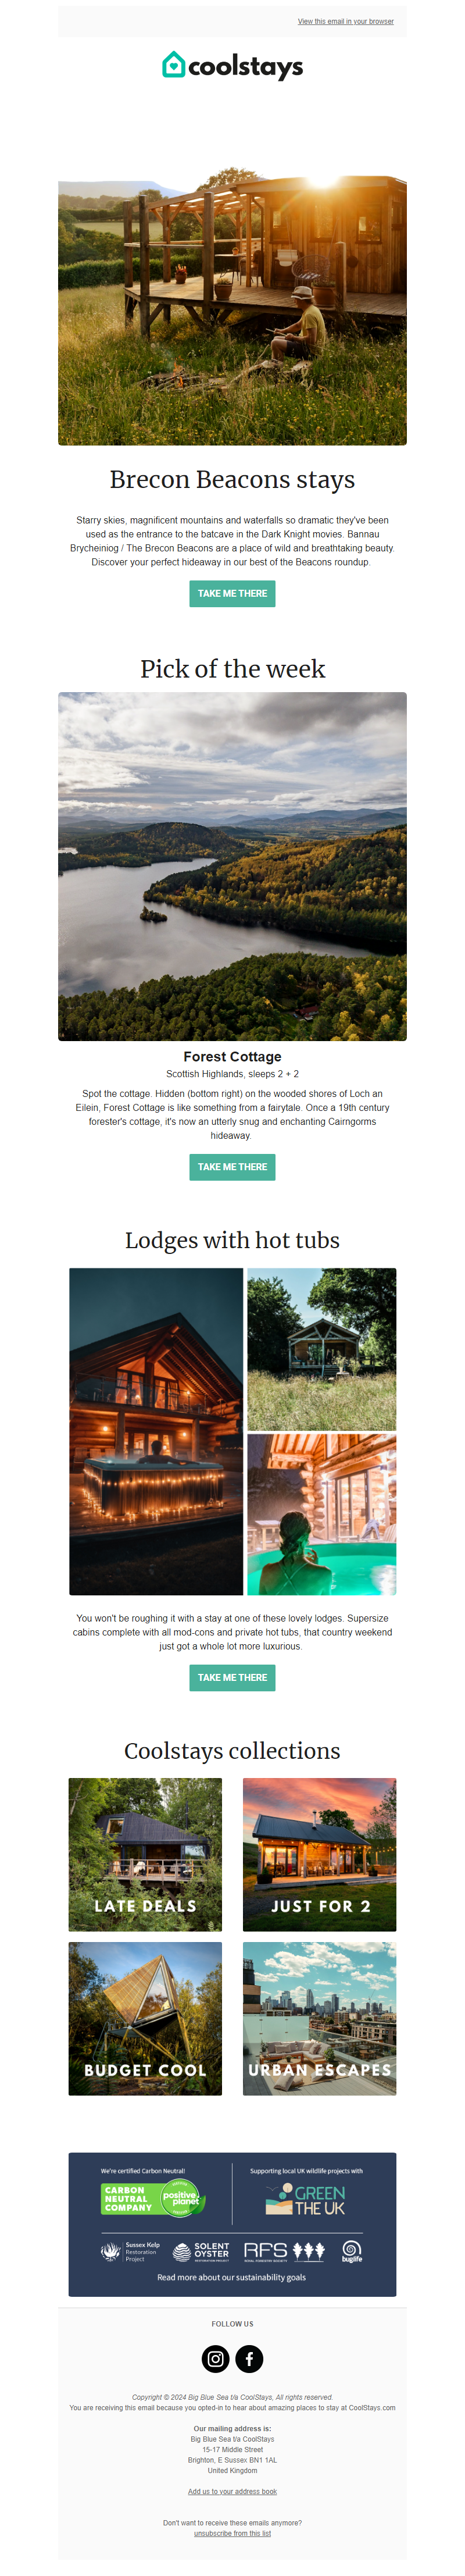 View this email in your browser
coolstays
Brecon Beacons stays
Starry skies, magnificent mountains and waterfalls so dramatic they've been
used as the entrance to the batcave in the Dark Knight movies. Bannau
Brycheiniog / The Brecon Beacons are a place of wild and breathtaking beauty.
Discover your perfect hideaway in our best of the Beacons roundup.
TAKE ME THERE
Pick of the week
Forest Cottage
Scottish Highlands, sleeps 2 + 2
Spot the cottage. Hidden (bottom right) on the wooded shores of Loch an
Eilein, Forest Cottage is like something from a fairytale. Once a 19th century
forester's cottage, it's now an utterly snug and enchanting Cairngorms
hideaway.
TAKE ME THERE
Lodges with hot tubs
You won't be roughing it with a stay at one of these lovely lodges. Supersize
cabins complete with all mod-cons and private hot tubs, that country weekend
just got a whole lot more luxurious.
TAKE ME THERE
Coolstays collections
LATE DEALS
JUST FOR 2
BUDGET COOL
URBAN ESCAPES
We're certified Carbon Neutral!
CARBON
NEUTRAL
COMPANY
positive
planet
Supporting local UK wildlife projects with
GREEN
THE UK
Sussex Kelp
Restoration
Project
SOLENT
OYSTER
RESTORATION PROJECT
RFS
ROYAL FORESTRY SOCIETY
buglife
Read more about our sustainability goals
FOLLOW US
Copyright © 2024 Big Blue Sea t/a CoolStays, All rights reserved.
You are receiving this email because you opted-in to hear about amazing places to stay at CoolStays.com
Our mailing address is:
Big Blue Sea t/a CoolStays
15-17 Middle Street
Brighton, E Sussex BN1 1AL
United Kingdom
Add us to your address book
Don't want to receive these emails anymore?
unsubscribe from this list